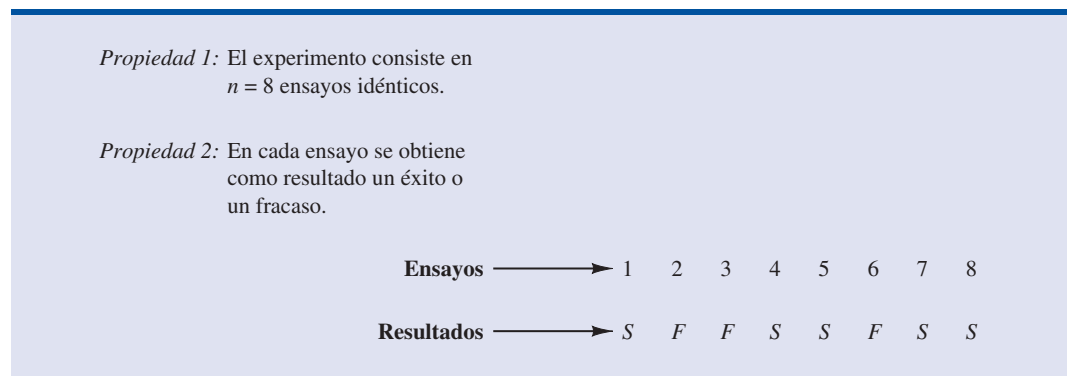 Propiedad 1: El experimento consiste en
n = 8 ensayos idénticos.
Propiedad 2: En cada ensayo se obtiene
como resultado un éxito o
un fracaso.
Ensayos 1 2 3 4 5 6 7 8
Resultados S F F S S F S S